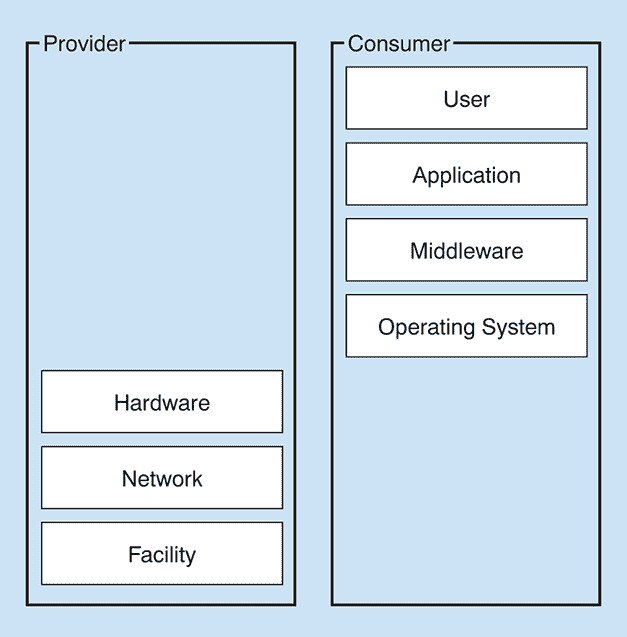 Provider
Hardware
Network
Facility
Consumer
User
Application
Middleware
Operating System